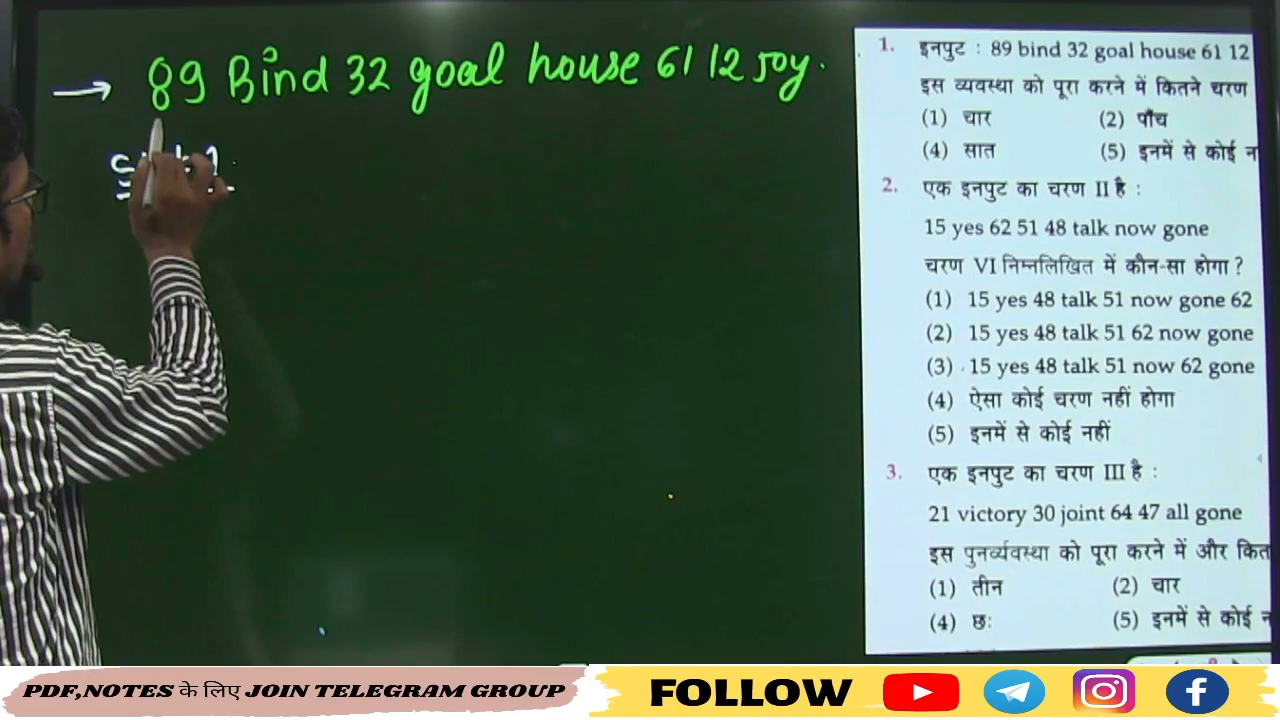 89 Bind 32 goal house 61 12 joy.
1. इनपुट : 89 bind 32 goal house 61 12
इस व्यवस्था को पूरा करने में कितने चरण
(1) चार (2) पाँच
(4) सात (5) इनमें से कोई न
2. एक इनपुट का चरण II है :
15 yes 62 51 48 talk now gone
चरण VI निम्नलिखित में कौन-सा होगा ?
(1) 15 yes 48 talk 51 now gone 62
(2) 15 yes 48 talk 51 62 now gone
(3) 15 yes 48 talk 51 now 62 gone
(4) ऐसा कोई चरण नहीं होगा
(5) इनमें से कोई नहीं
3. एक इनपुट का चरण III है :
21 victory 30 joint 64 47 all gone
इस पुनर्व्यवस्था को पूरा करने में और कित
(1) तीन (2) चार
(4) छः (5) इनमें से कोई न
PDF,NOTES के लिए JOIN TELEGRAM GROUP
FOLLOW